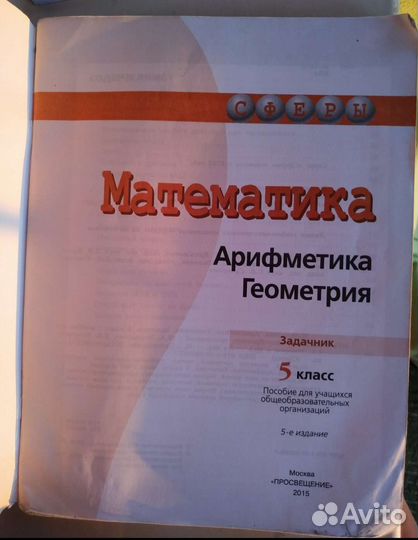 СФЕРЫ
Математика
Арифметика
Геометрия
Задачник
5 класс
Пособие для учащихся
общеобразовательных
организаций
5-е издание
Москва
«ПРОСВЕЩЕНИЕ»
2015
Avito